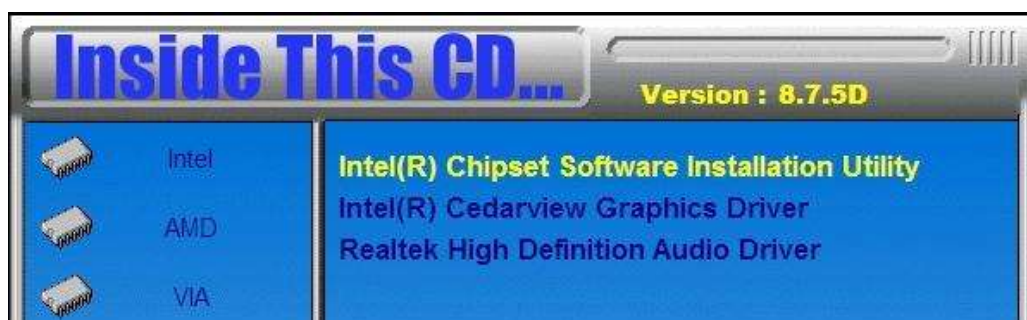 Inside This CD...
Version : 8.7.5D
Intel
AMD
VIA
Intel(R) Chipset Software Installation Utility
Intel(R) Cedarview Graphics Driver
Realtek High Definition Audio Driver